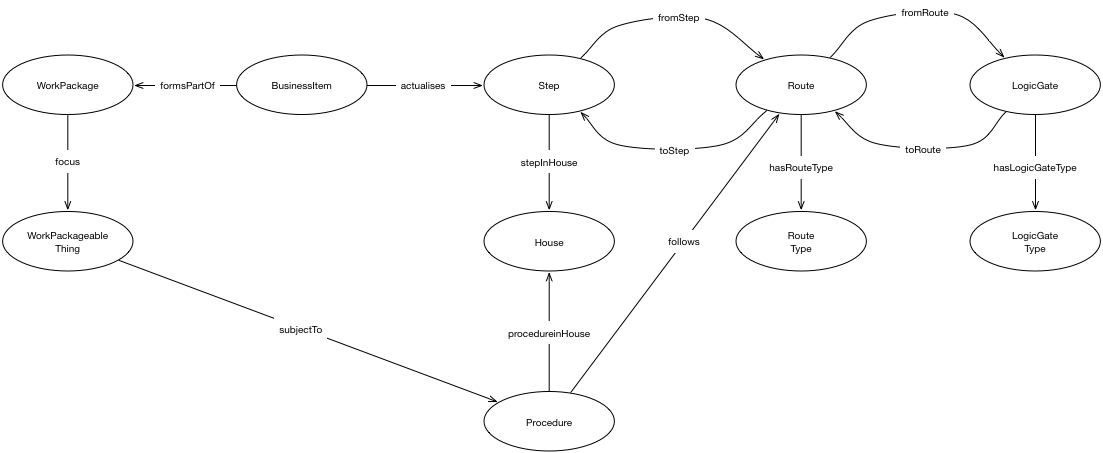 fromStep
fromRoute
WorkPackage
formsPartOf
BusinessItem
actualises
Step
Route
LogicGate
toStep
toRoute
focus
stepInHouse
hasRouteType
hasLogicGateType
WorkPackageable
Thing
House
follows
Route
Type
LogicGate
Type
subjectTo
procedureinHouse
Procedure